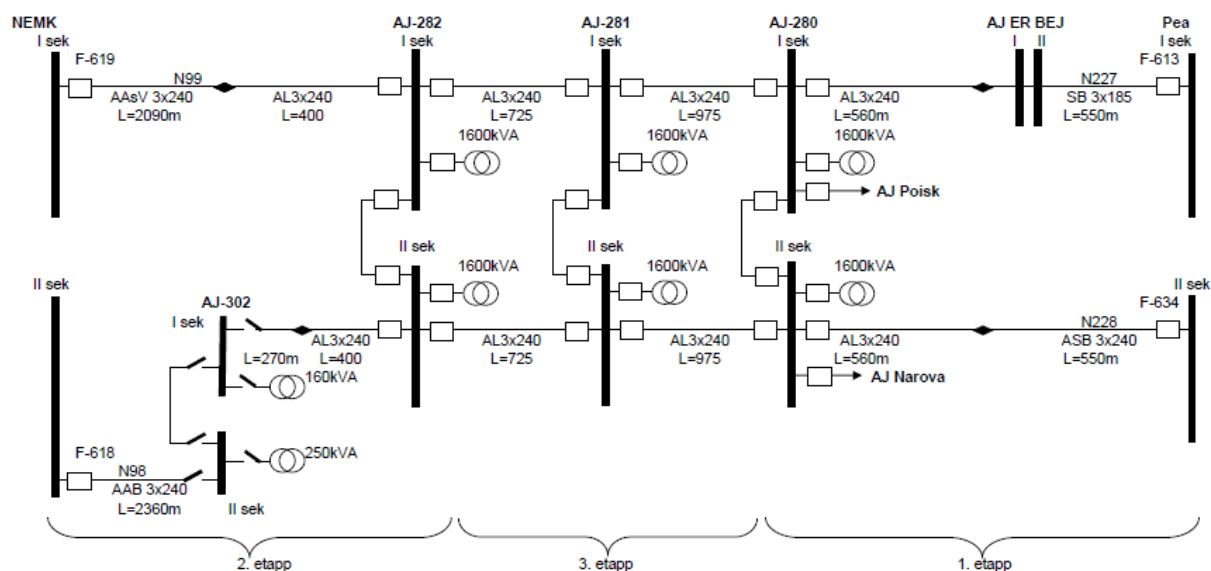 NEMK
I sek
F-619
N99
AAsV 3x240
L=2090m
AL3x240
L=400
AJ-282
I sek
AL3x240
L=725
1600kVA
AJ-281
I sek
AL3x240
L=975
1600kVA
AJ-280
I sek
AL3x240
L=560m
1600kVA
AJ Poisk
AJ ER BEJ
I II
N227
SB 3x185
L=550m
Pea
I sek
F-613
II sek
AJ-302
I sek
L=270m
160kVA
AL3x240
L=400
II sek
1600kVA
AL3x240
L=725
II sek
1600kVA
AL3x240
L=975
II sek
1600kVA
AL3x240
L=560m
AJ Narova
II sek
F-634
N228
ASB 3x240
L=550m
F-618
N98
AAB 3x240
L=2360m
250kVA
II sek
2. etapp
3. etapp
1. etapp